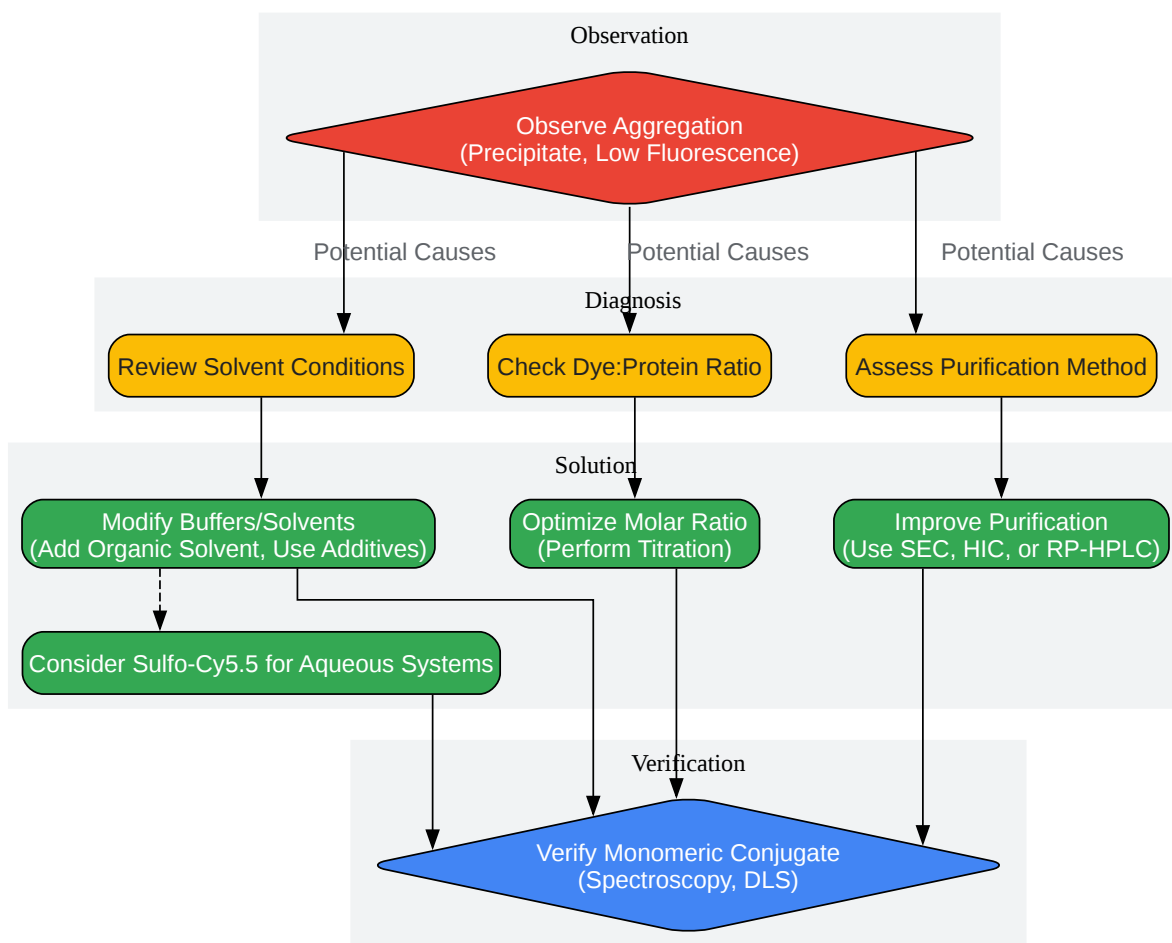 Observation
Observe Aggregation
(Precipitate, Low Fluorescence)
Potential Causes
Potential Causes
Potential Causes
Diagnosis
Review Solvent Conditions
Check Dye:Protein Ratio
Assess Purification Method
Solution
Modify Buffers/Solvents
(Add Organic Solvent, Use Additives)
Optimize Molar Ratio
(Perform Titration)
Improve Purification
(Use SEC, HIC, or RP-HPLC)
Consider Sulfo-Cy5.5 for Aqueous Systems
Verification
Verify Monomeric Conjugate
(Spectroscopy, DLS)